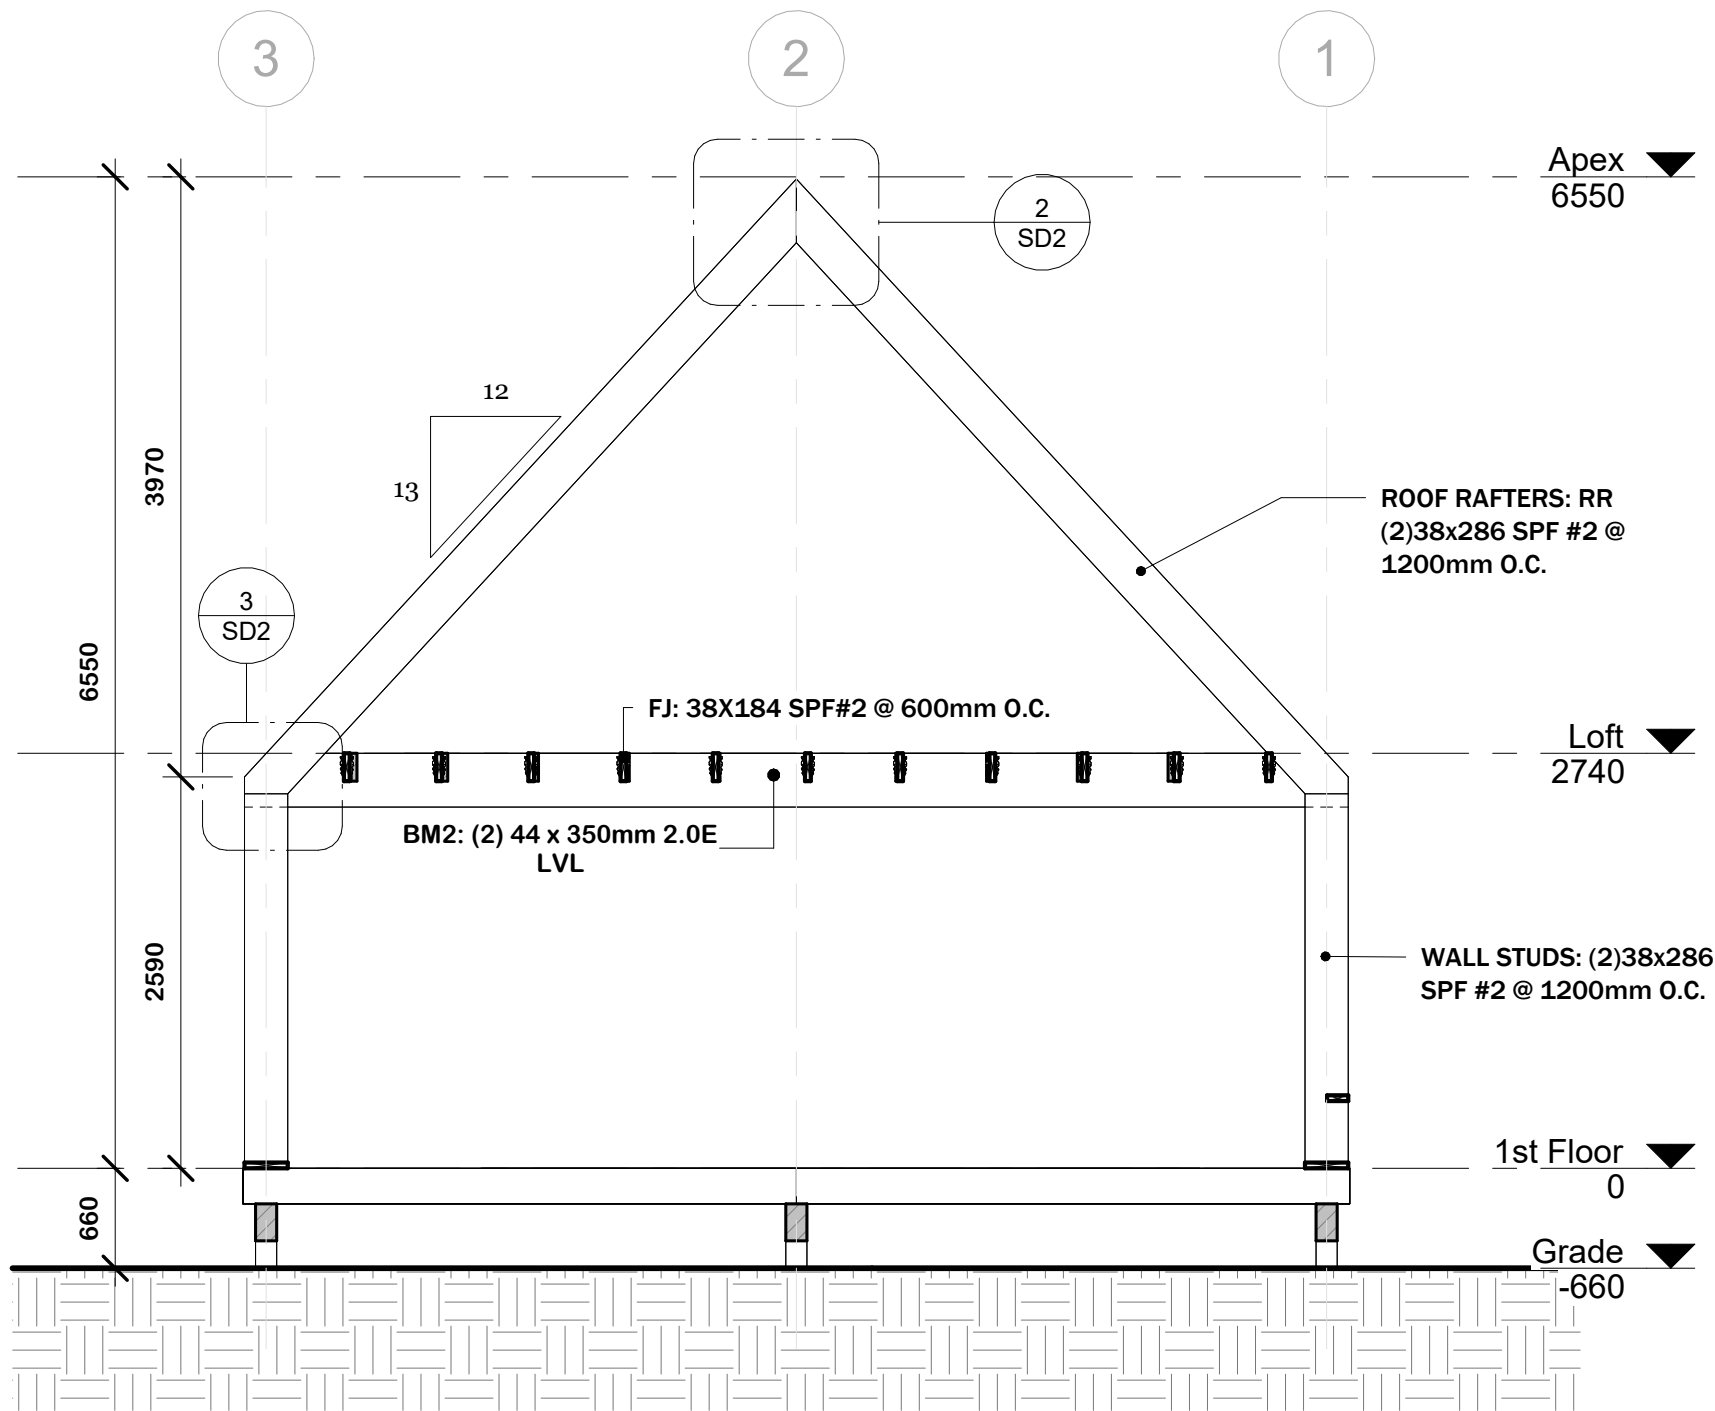 3
2
1
Apex
6550
2
SD2
12
13
3970
ROOF RAFTERS: RR
(2)38x286 SPF #2 @
1200mm O.C.
3
SD2
6550
FJ: 38X184 SPF#2 @ 600mm O.C.
Loft
2740
BM2: (2) 44 x 350mm 2.0E
LVL
2590
WALL STUDS: (2)38x286
SPF #2 @ 1200mm O.C.
1st Floor
0
660
Grade
-660